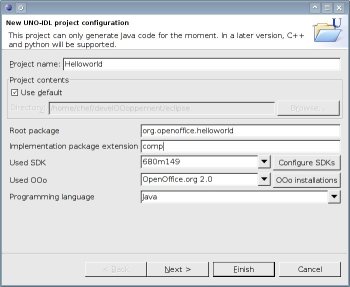 New UNO-IDL project configuration
This project can only generate Java code for the moment. In a later version, C++
and python will be supported.
Project name: Helloworld
Project contents
Use default
Directory: /home/chef/developpement/eclipse Browse...
Root package org.openoffice.helloworld
Implementation package extension comp
Used SDK 680m149 Configure SDKs
Used OOo OpenOffice.org 2.0 OOo installations
Programming language Java
< Back Next > Finish Cancel